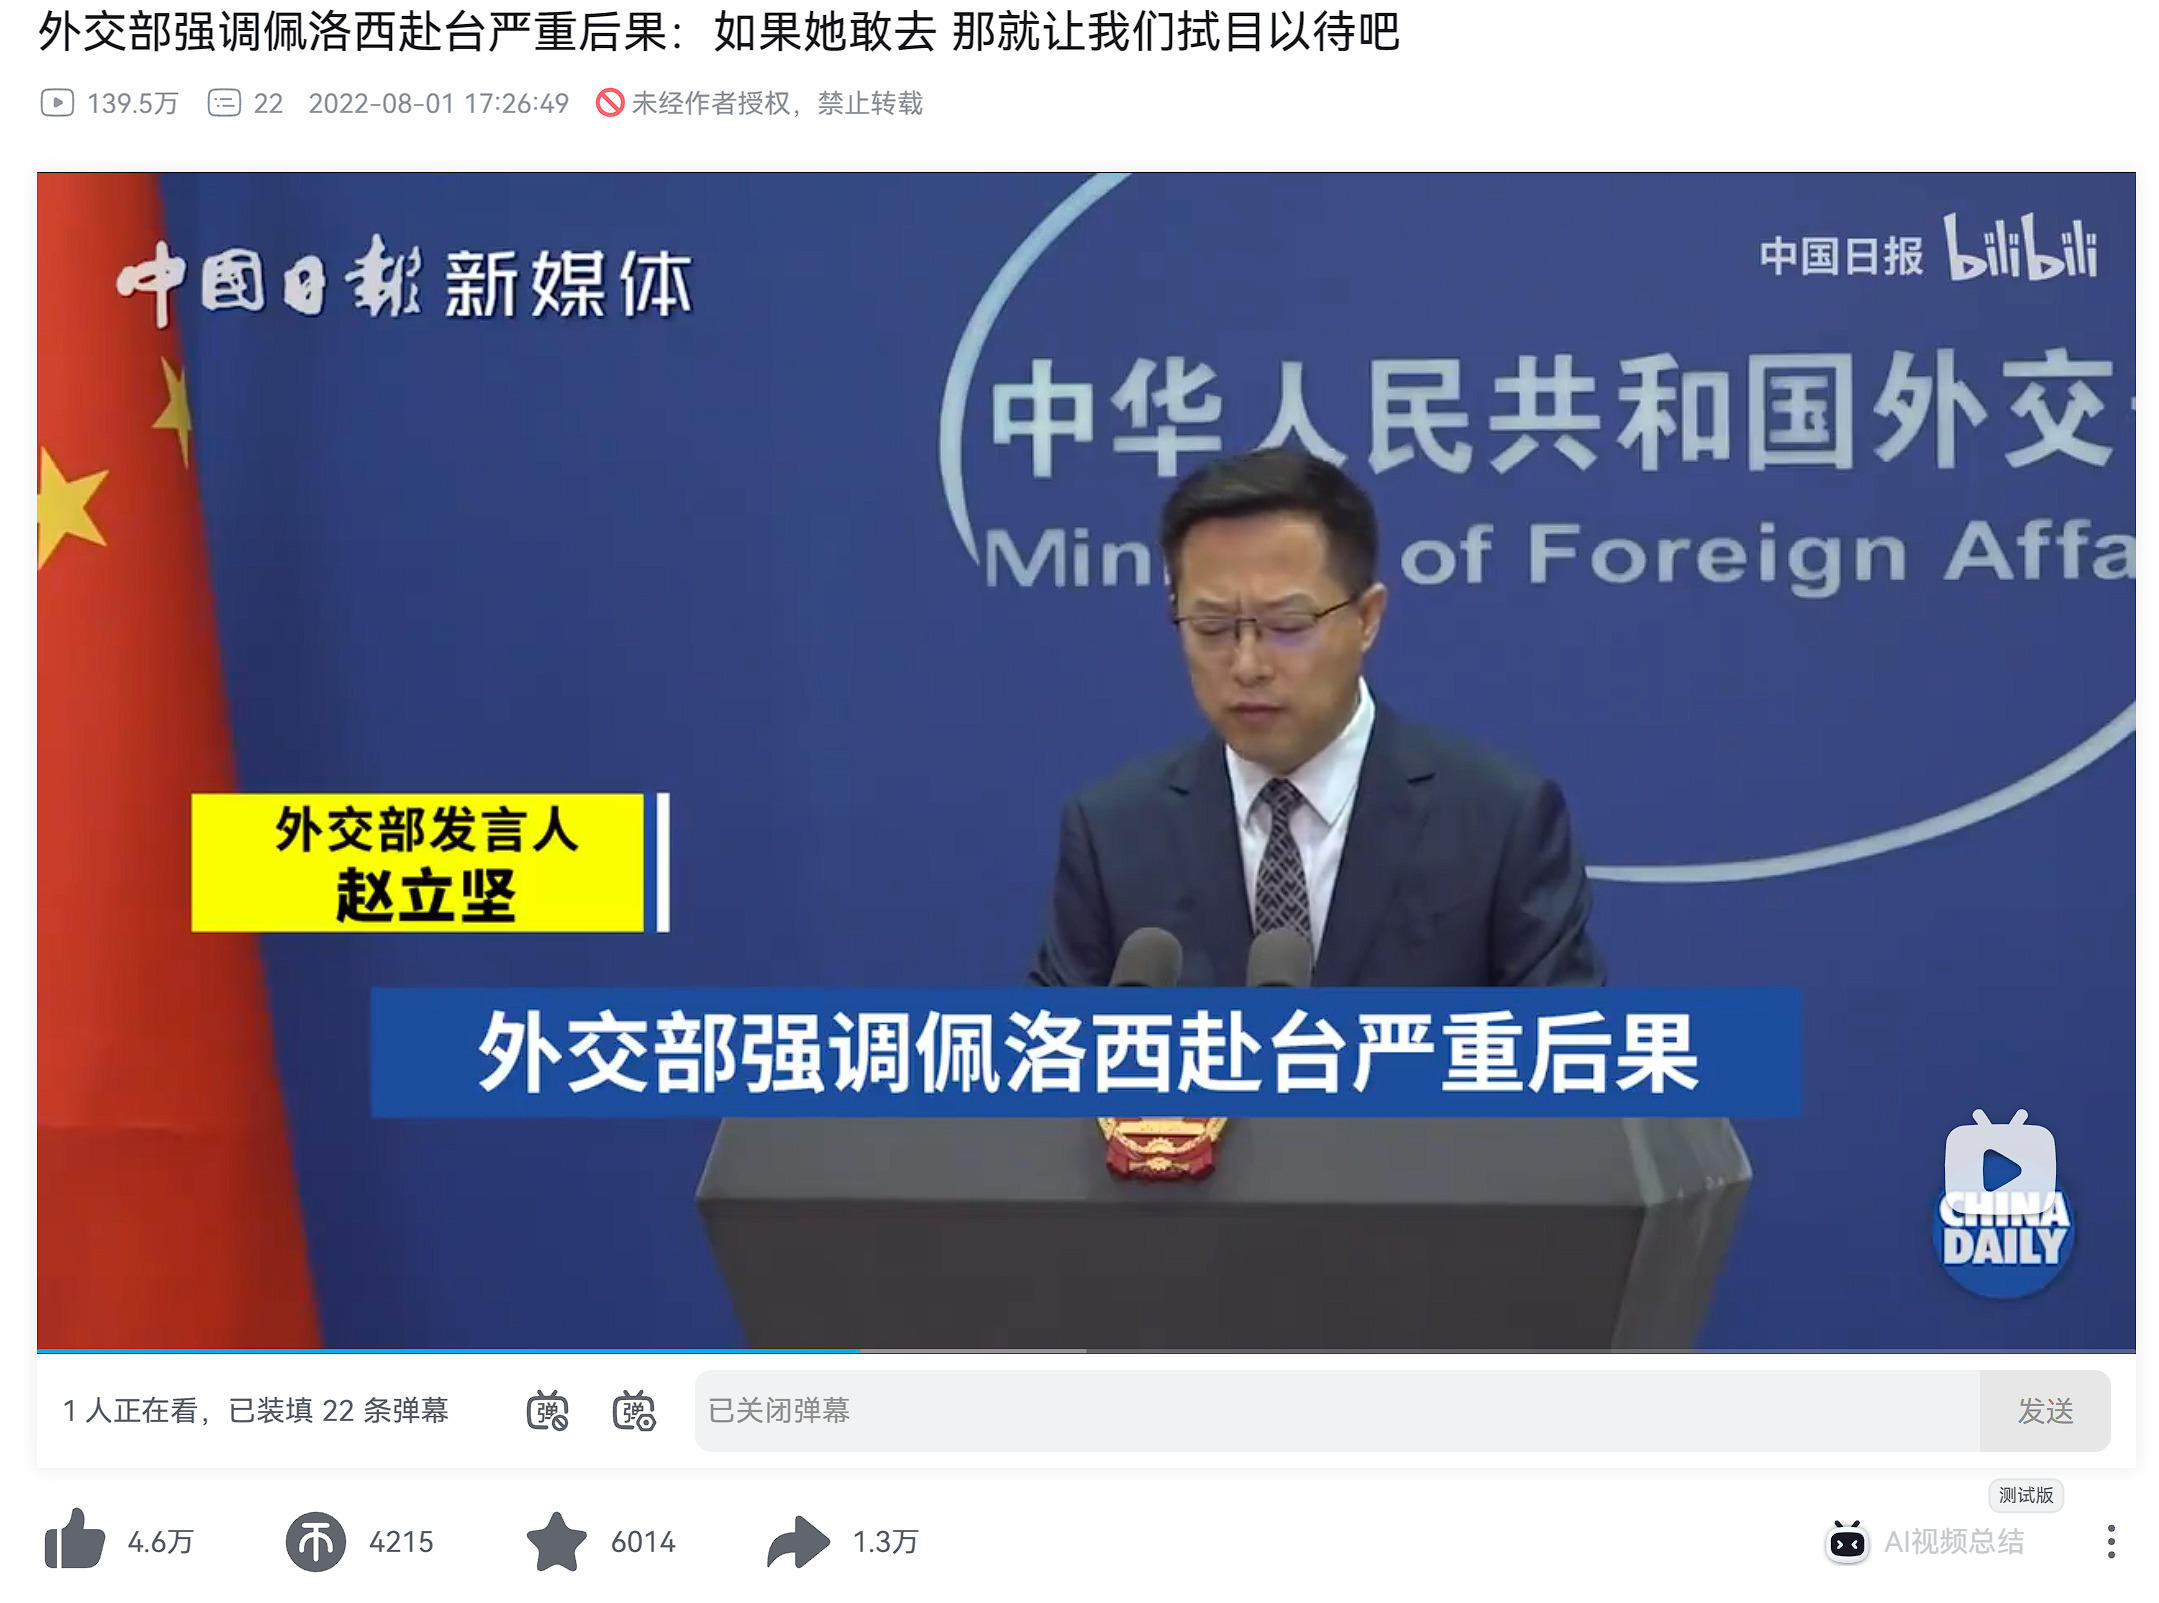 外交部强调佩洛西赴台严重后果：如果她敢去 那就让我们拭目以待吧
139.5万 22 2022-08-01 17:26:49 未经作者授权，禁止转载
中国日报 新媒体
中国日报 bilibili
中华人民共和国外交
Min of Foreign Affa
外交部发言人
赵立坚
外交部强调佩洛西赴台严重后果
CHINA
DAILY
1 人正在看，已装填 22 条弹幕 弹 弹 已关闭弹幕 发送
测试版
4.6万 4215 6014 1.3万 AI视频总结